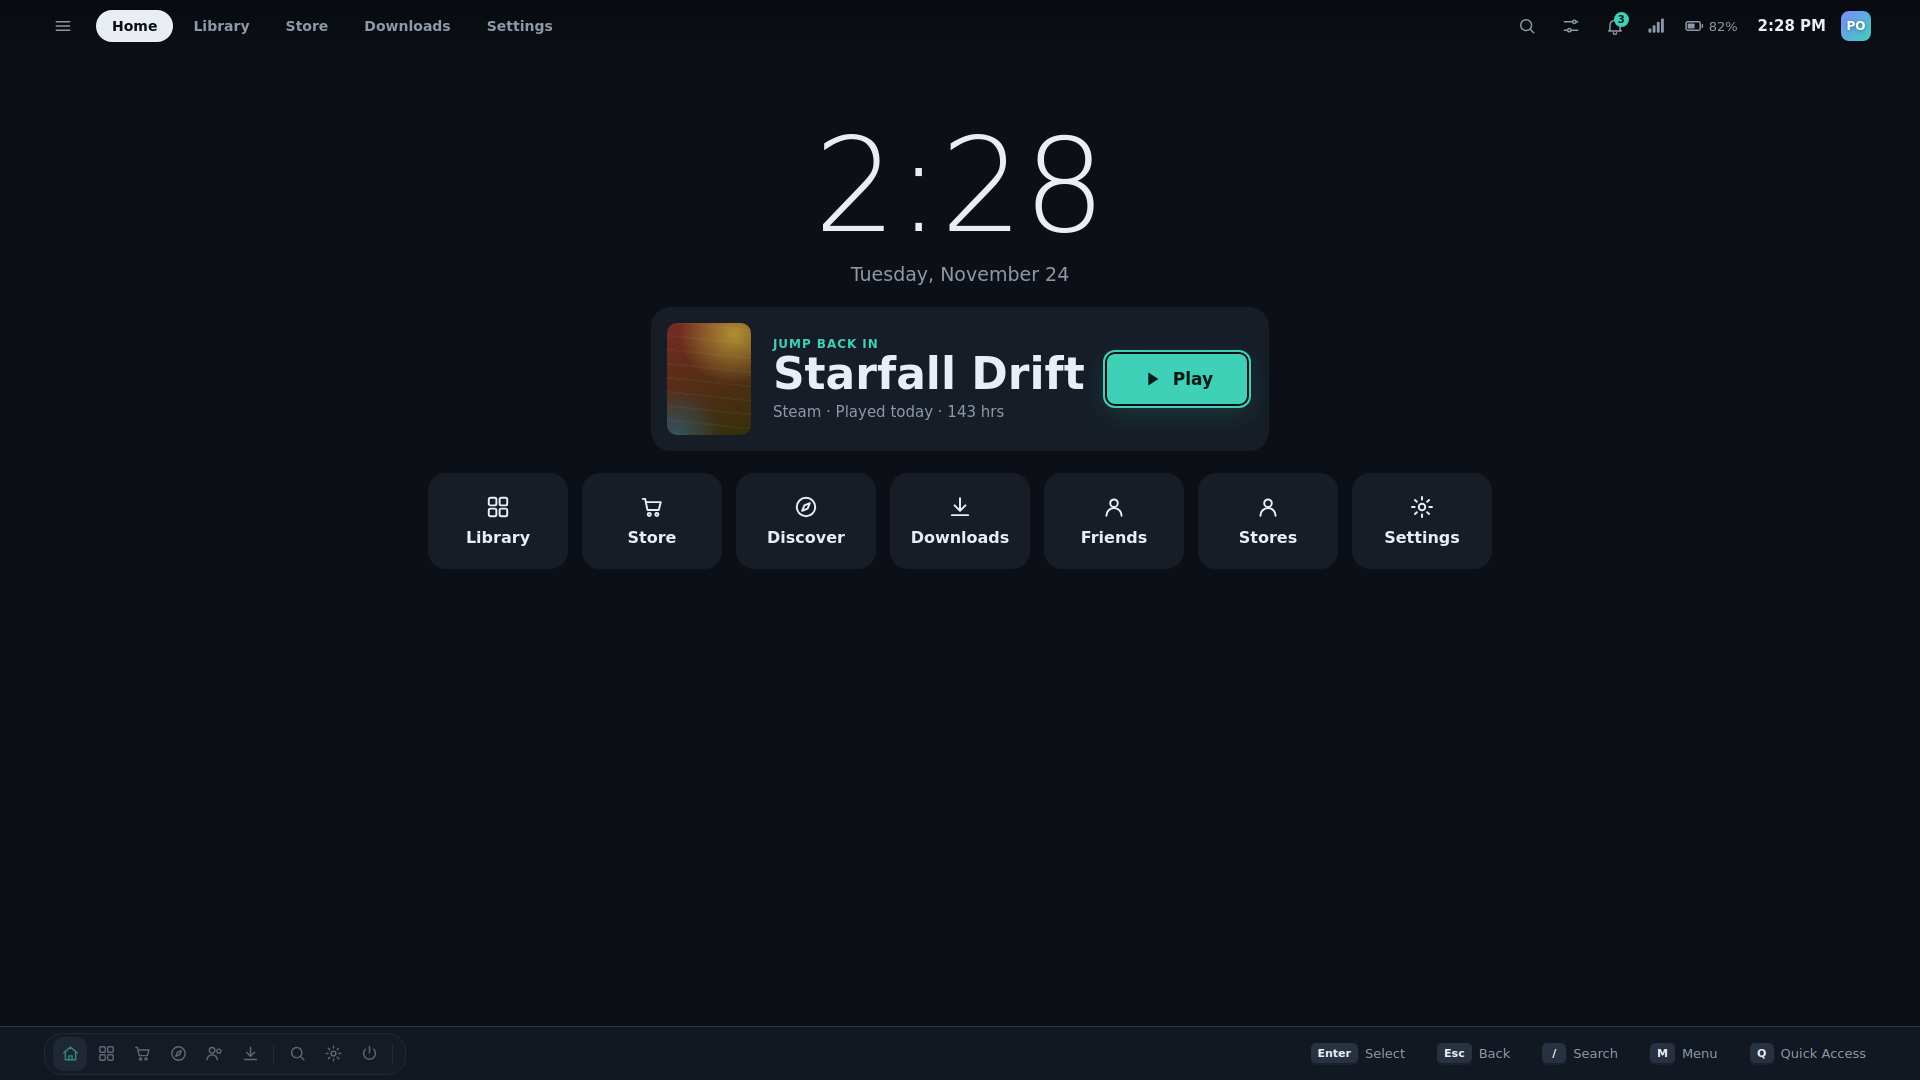 Home Library Store Downloads Settings 3 82% 2:28 PM PO
2:28
Tuesday, November 24
JUMP BACK IN
Starfall Drift
Steam · Played today · 143 hrs
Play
Library Store Discover Downloads Friends Stores Settings
Enter Select Esc Back / Search M Menu Q Quick Access